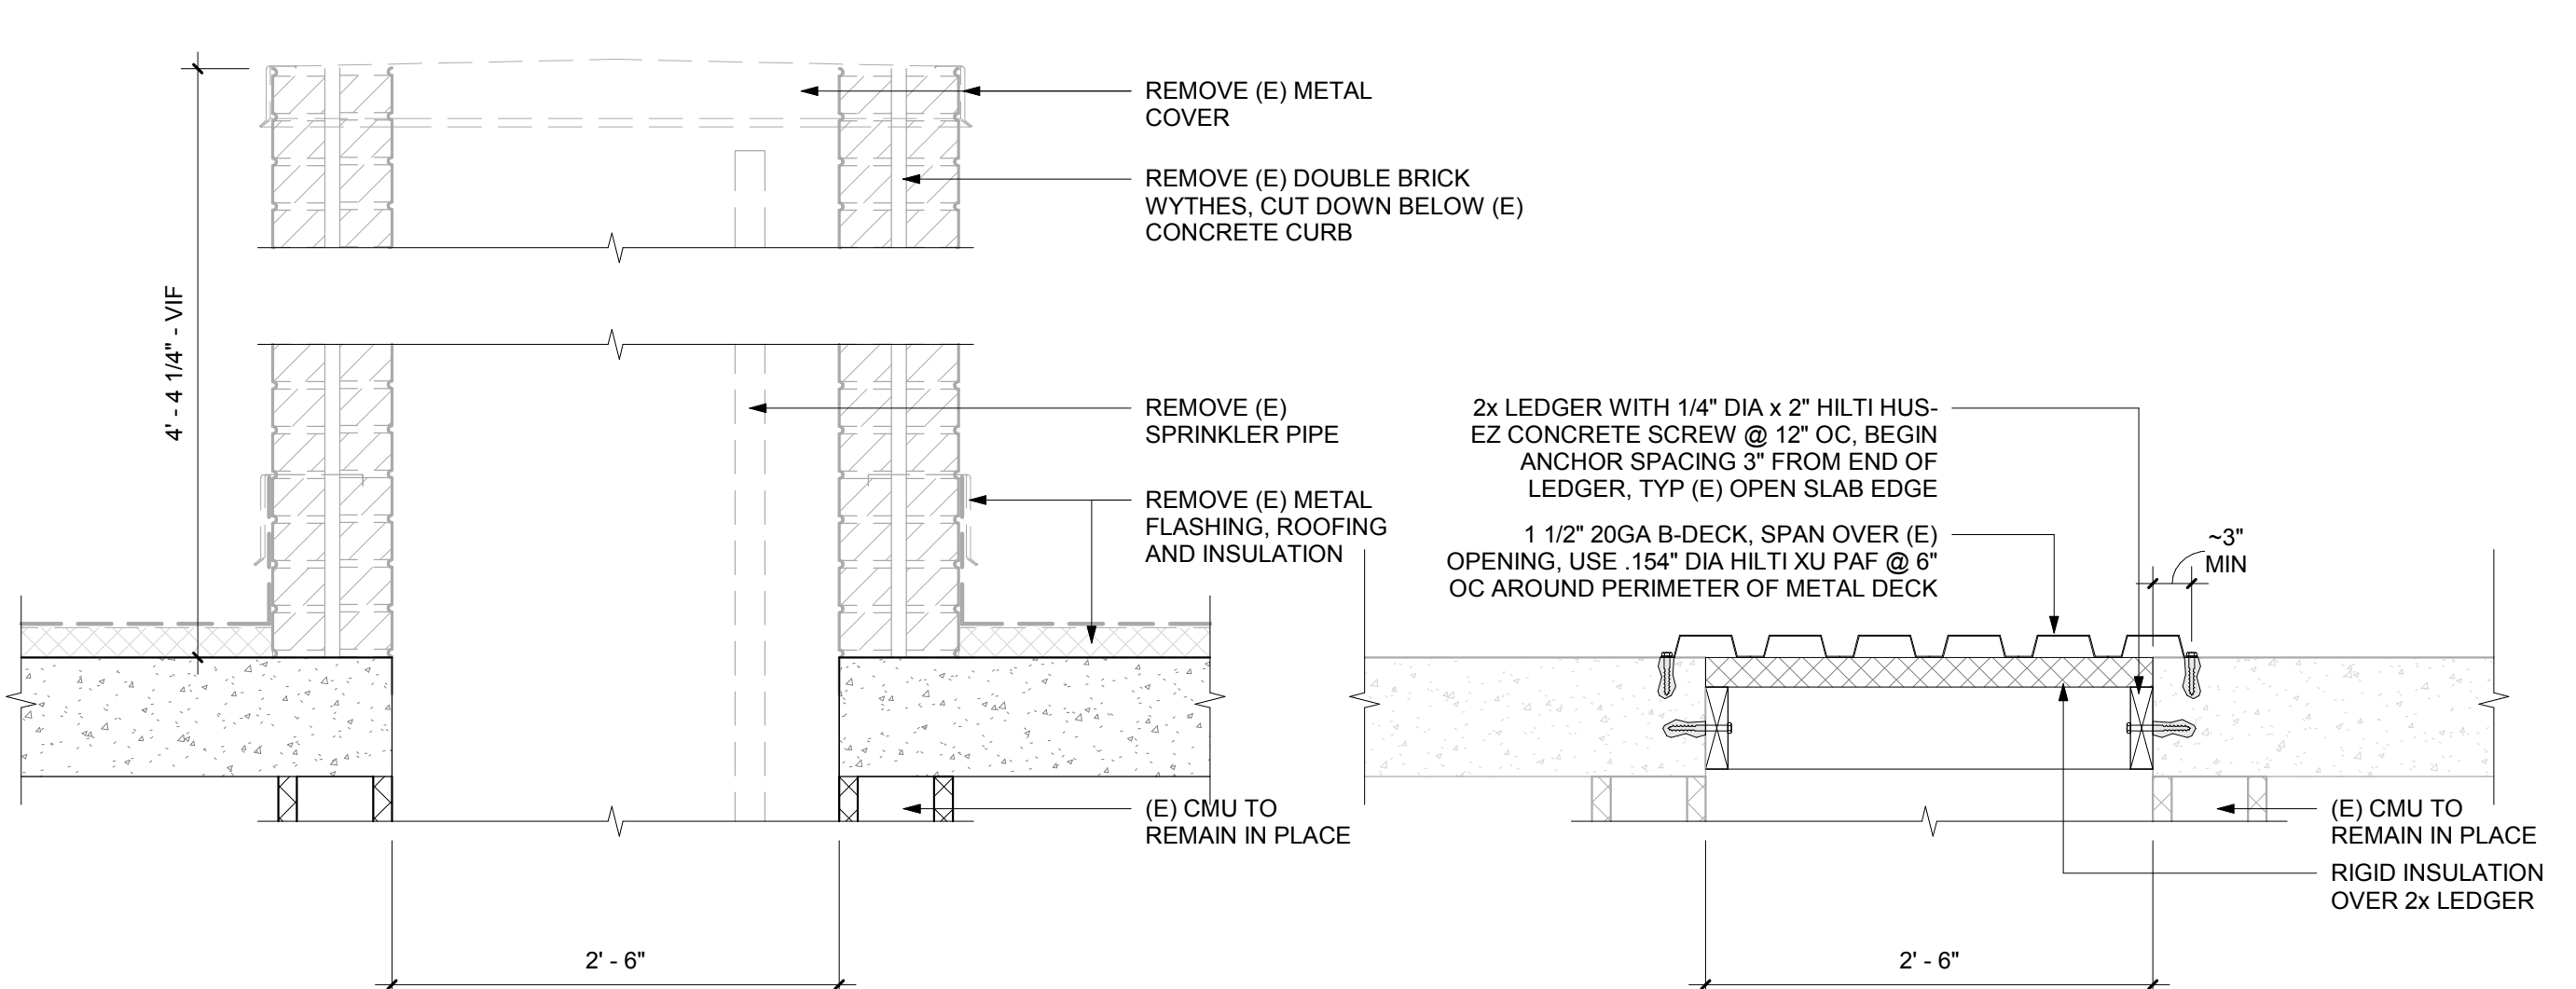 REMOVE (E) METAL
COVER
REMOVE (E) DOUBLE BRICK
WYTHES, CUT DOWN BELOW (E)
CONCRETE CURB
4' - 4 1/4" - VIF
REMOVE (E)
SPRINKLER PIPE
REMOVE (E) METAL
FLASHING, ROOFING
AND INSULATION
(E) CMU TO
REMAIN IN PLACE
2' - 6"
2x LEDGER WITH 1/4" DIA x 2" HILTI HUS-
EZ CONCRETE SCREW @ 12" OC, BEGIN
ANCHOR SPACING 3" FROM END OF
LEDGER, TYP (E) OPEN SLAB EDGE
1 1/2" 20GA B-DECK, SPAN OVER (E)
OPENING, USE .154" DIA HILTI XU PAF @ 6"
OC AROUND PERIMETER OF METAL DECK
~3"
MIN
(E) CMU TO
REMAIN IN PLACE
RIGID INSULATION
OVER 2x LEDGER
2' - 6"